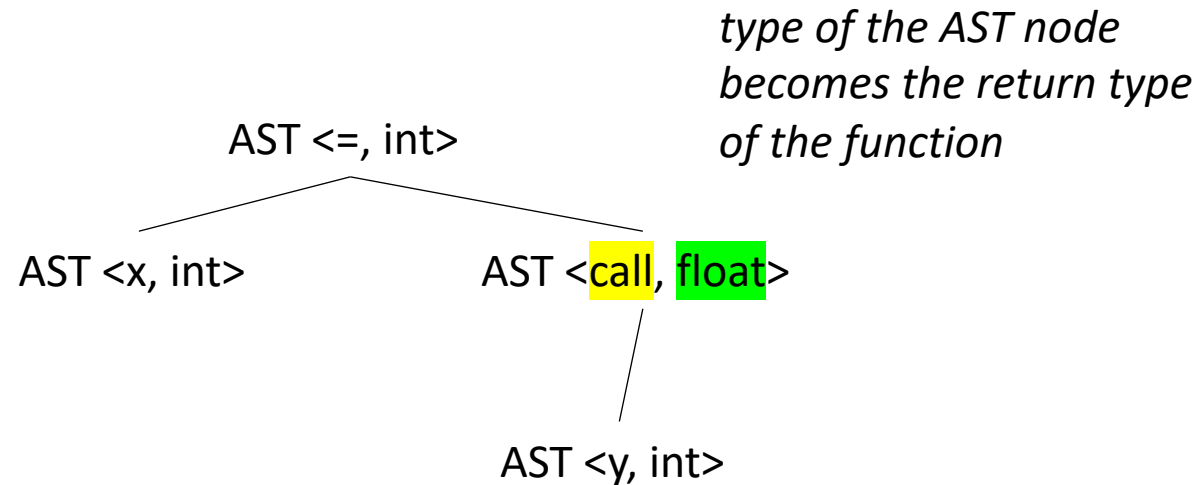 type of the AST node
becomes the return type
of the function
AST <=, int>
AST <x, int>
AST <call, float>
AST <y, int>